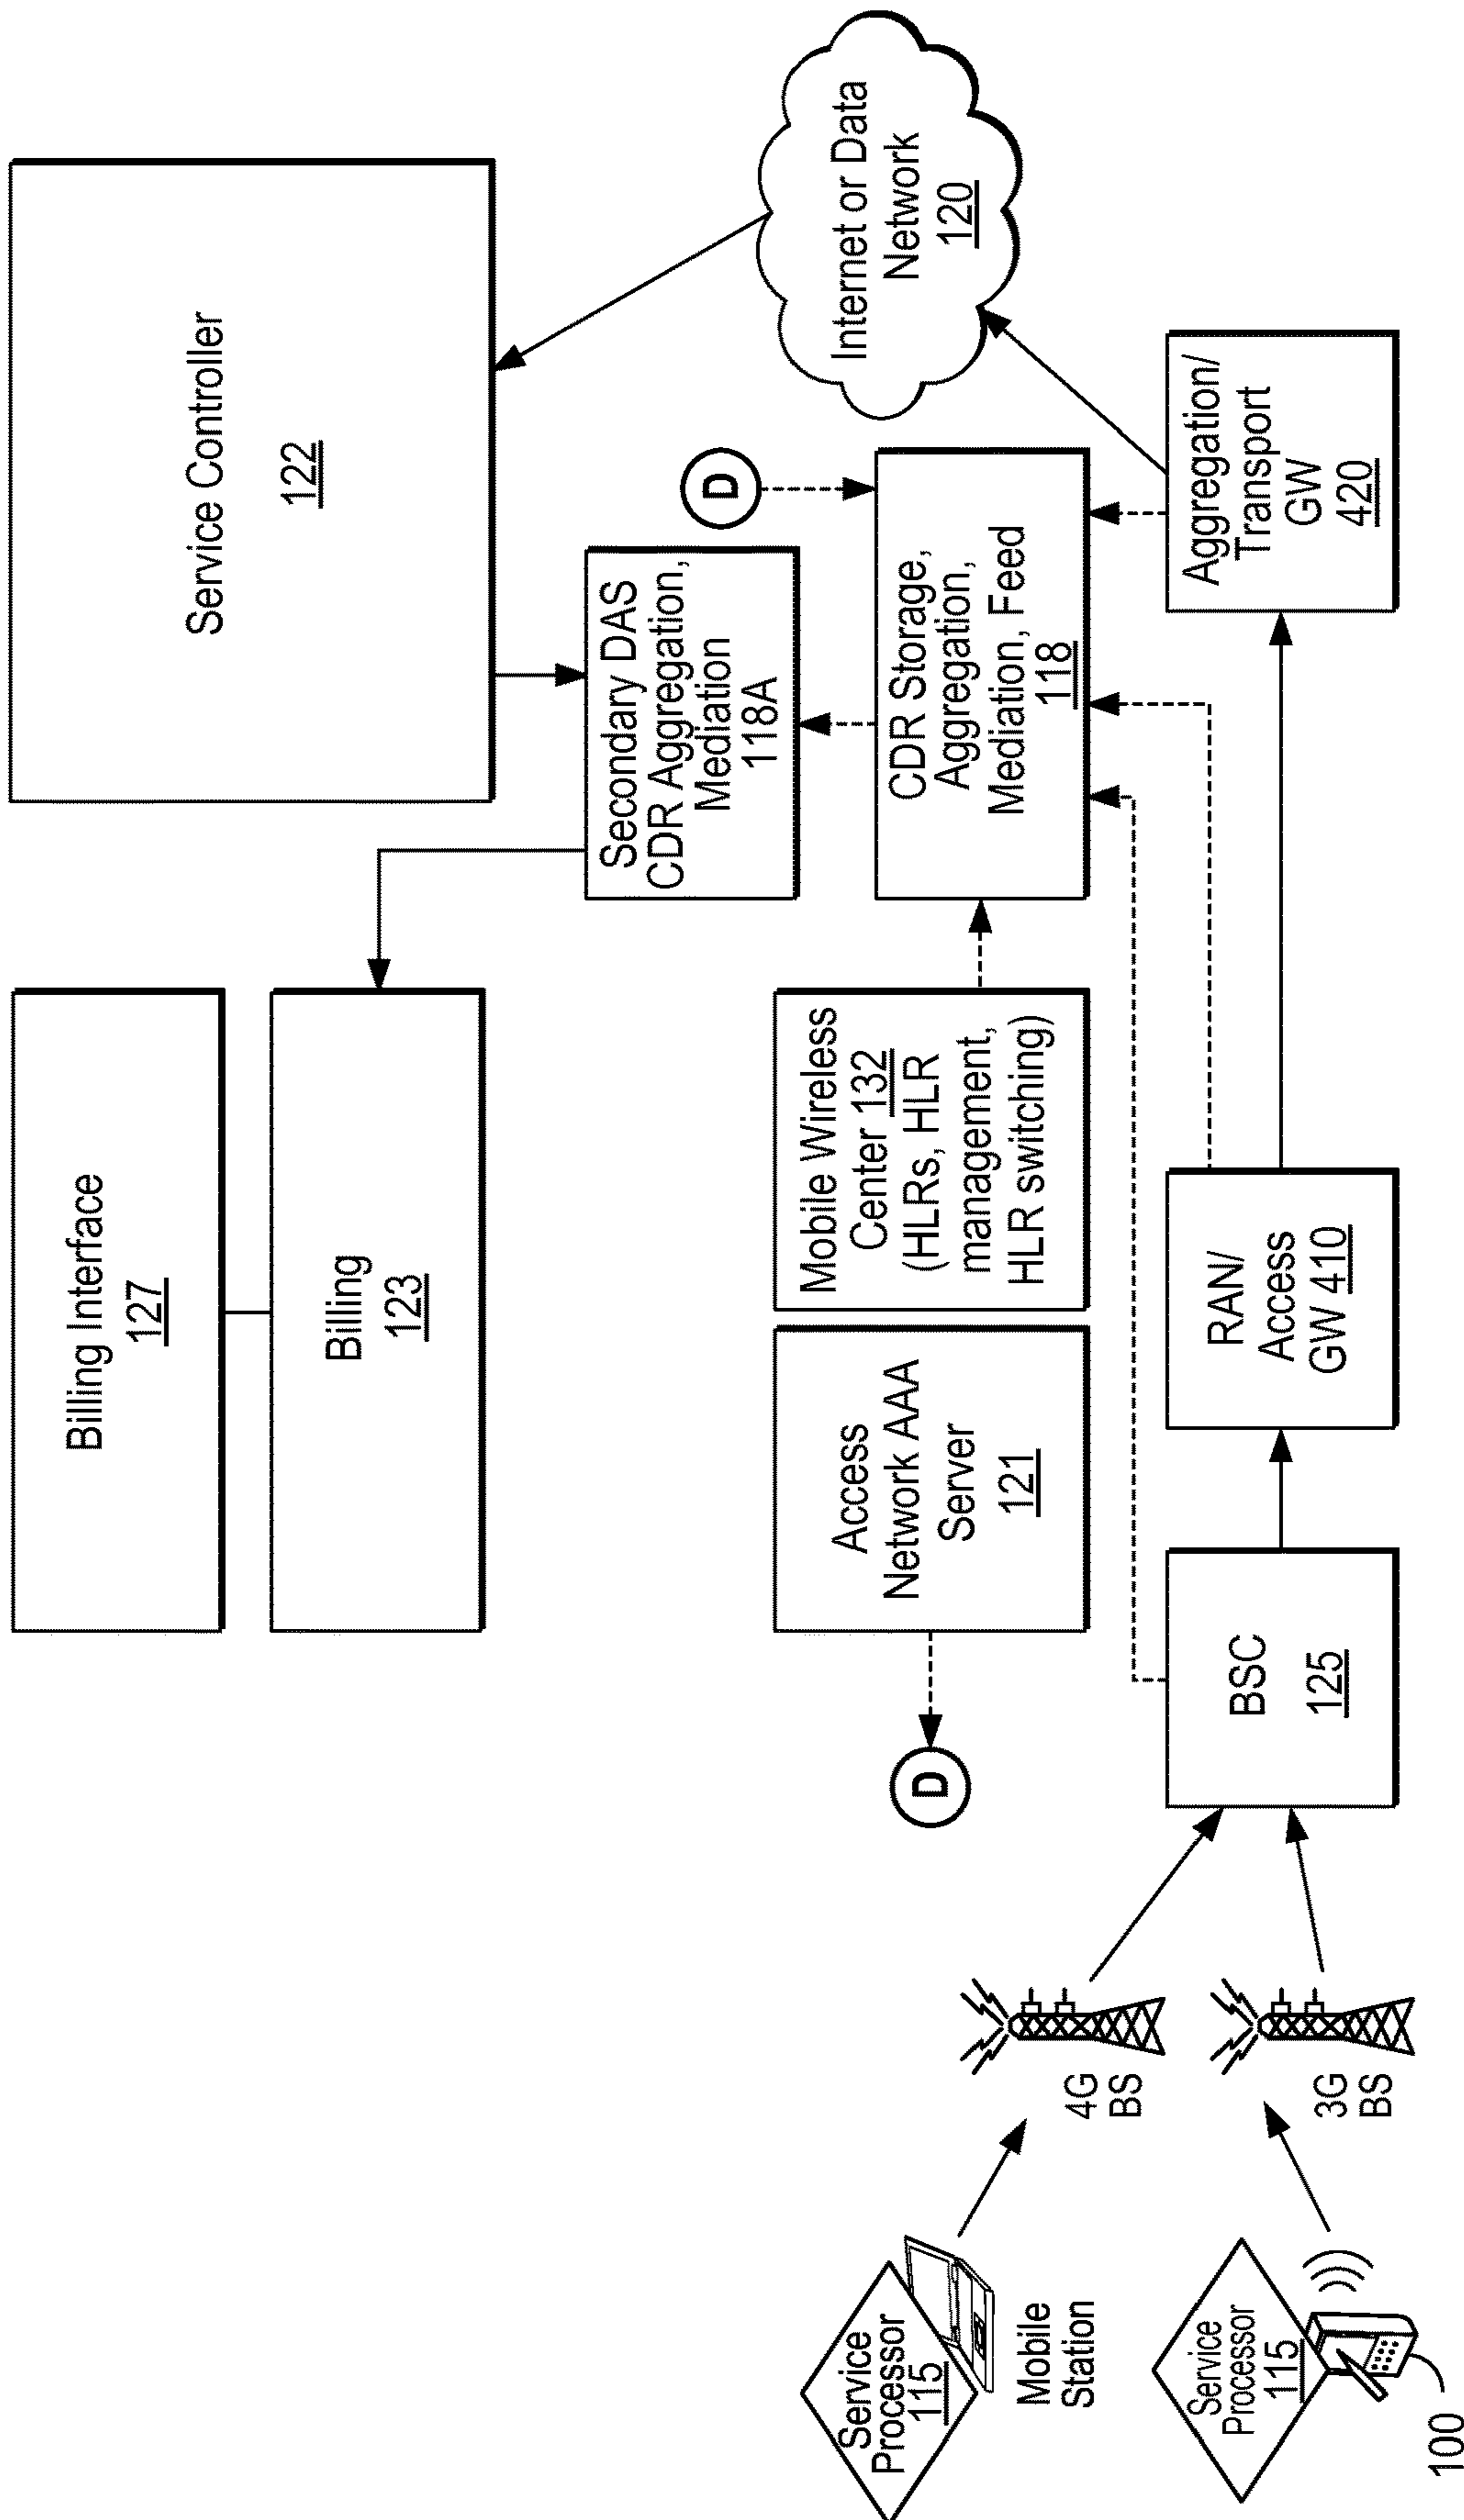 Billing Interface
127
Billing
123
Service Controller
122
Secondary DAS
CDR Aggregation,
Mediation
118A
D
Access
Network AAA
Server
121
Mobile Wireless
Center 132
(HLRs, HLR
management,
HLR switching)
CDR Storage,
Aggregation,
Mediation, Feed
118
Internet or Data
Network
120
D
Service
Processor
115
Mobile
Station
4G
BS
Service
Processor
115
100
3G
BS
BSC
125
RAN/
Access
GW 410
Aggregation/
Transport
GW
420